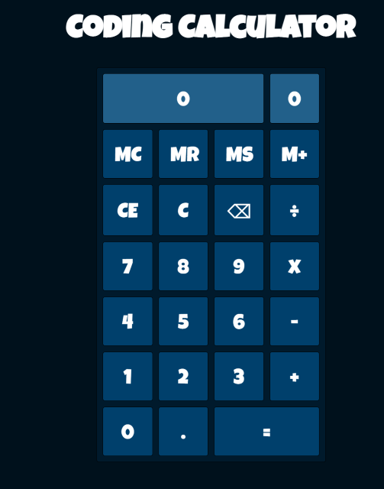 CODING CALCULATOR
0 0
MC MR MS M+
CE C ⌫ ÷
7 8 9 X
4 5 6 -
1 2 3 +
0 . =